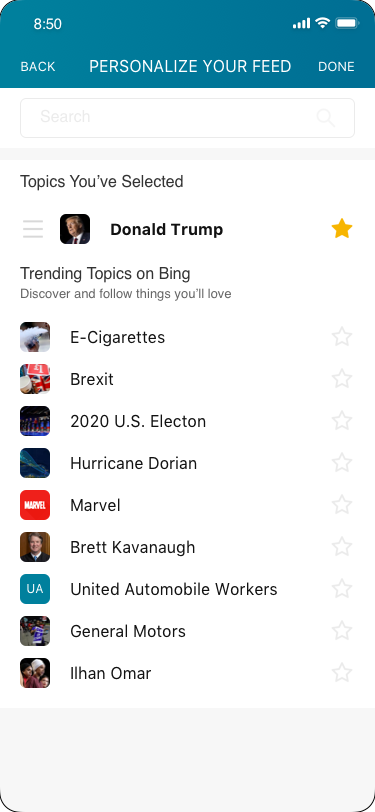 8:50
BACK PERSONALIZE YOUR FEED DONE
Search
Topics You've Selected
Donald Trump
Trending Topics on Bing
Discover and follow things you'll love
E-Cigarettes
Brexit
2020 U.S. Electon
Hurricane Dorian
MARVEL Marvel
Brett Kavanaugh
UA United Automobile Workers
General Motors
Ilhan Omar